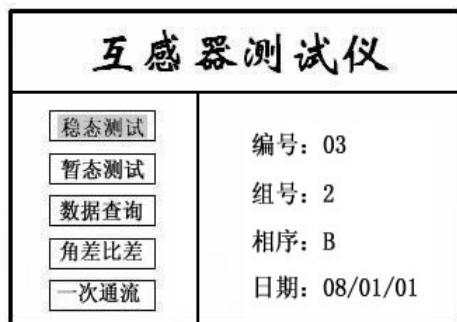 互感器测试仪
稳态测试
暂态测试
数据查询
角差比差
一次通流
编号：03
组号：2
相序：B
日期：08/01/01